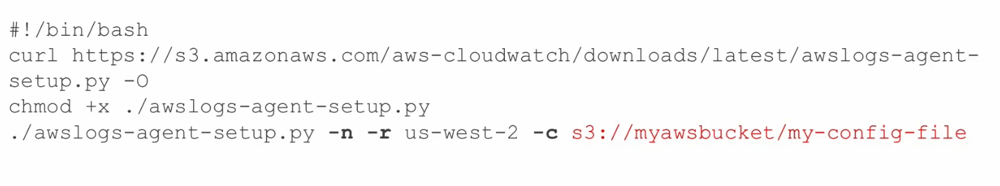 #!/bin/bash
curl https://s3.amazonaws.com/aws-cloudwatch/downloads/latest/awslogs-agent-
setup.py -O
chmod +x ./awslogs-agent-setup.py
./awslogs-agent-setup.py -n -r us-west-2 -c s3://myawsbucket/my-config-file